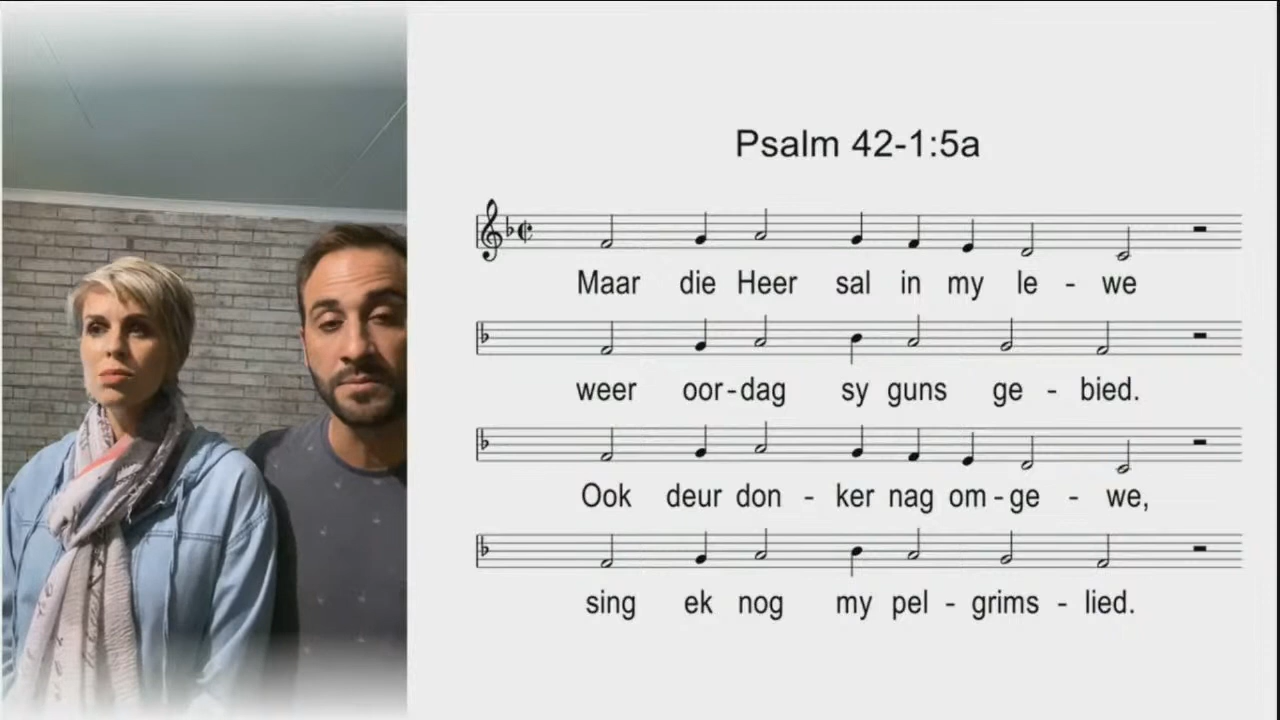 Psalm 42-1:5a
Maar die Heer sal in my le - we
weer oor-dag sy guns ge - bied.
Ook deur don - ker nag om-ge - we,
sing ek nog my pel - grims - lied.